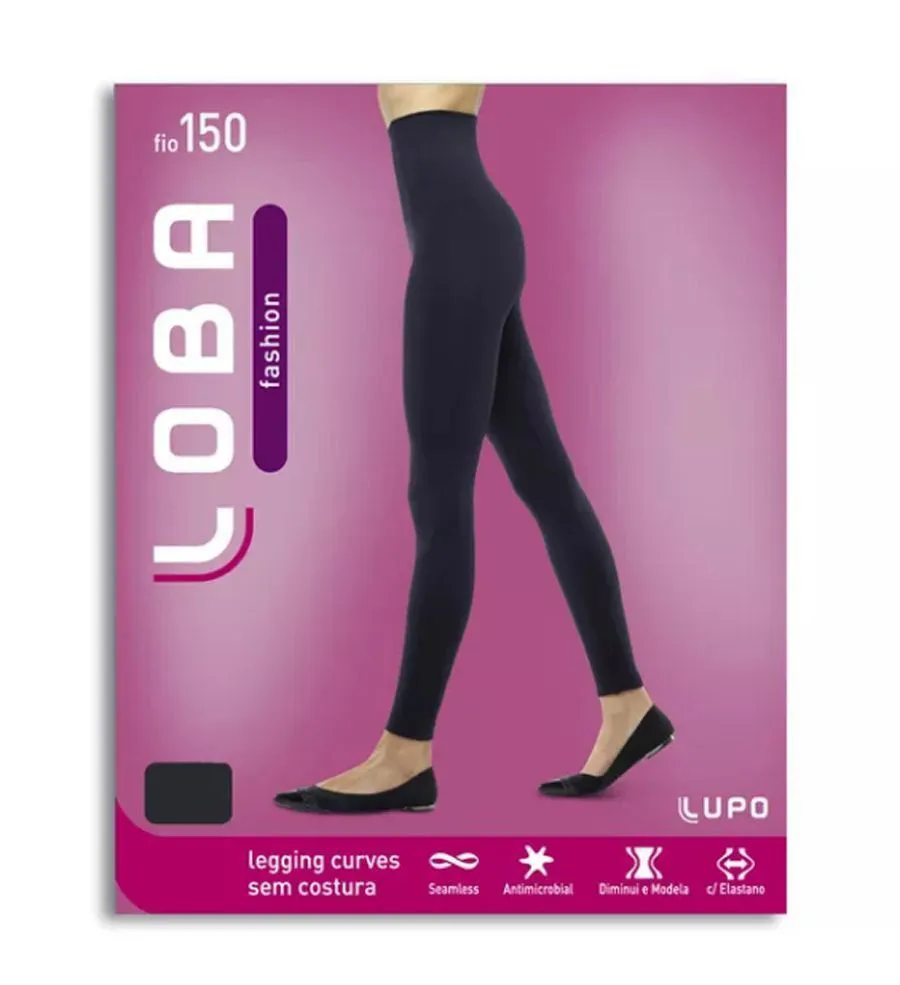 fio 150
LOBA
fashion
LUPO
legging curves
sem costura
Seamless
Antimicrobial
Diminui e Modela
c/ Elastano